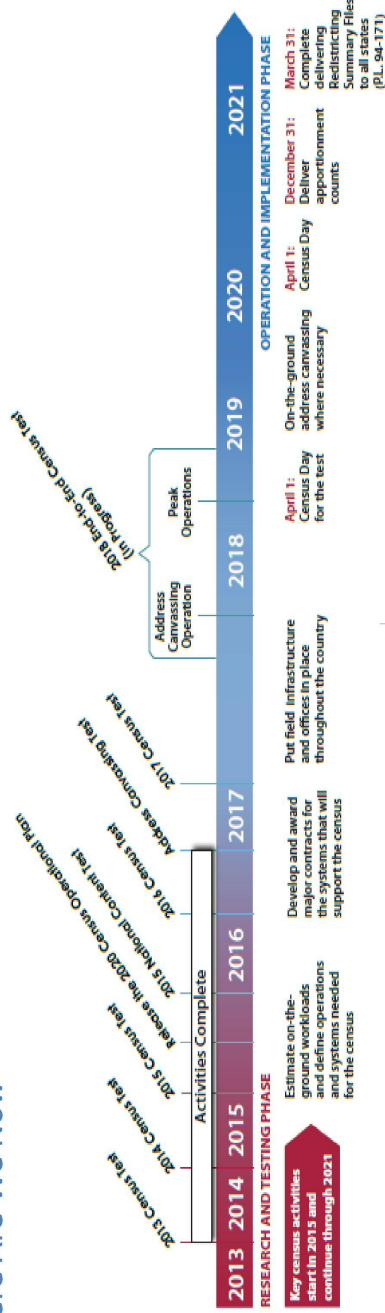 2013 Census Test
2014 Census Test
2015 Census Test
Release the 2020 Census Operational Plan
2015 National Content Test
2016 Census Test
Address Canvassing Test
2017 Census Test
2018 End-to-End Census Test
(In Progress)
Activities Complete
Address
Canvassing
Operation
Peak
Operations
2013
2014
2015
2016
2017
2018
2019
2020
2021
RESEARCH AND TESTING PHASE
OPERATION AND IMPLEMENTATION PHASE
Key census activities
start in 2015 and
continue through 2021
Estimate on-the-
ground workloads
and define operations
and systems needed
for the census
Develop and award
major contracts for
the systems that will
support the census
Put field infrastructure
and offices in place
throughout the country
April 1:
Census Day
for the test
On-the-ground
address canvassing
where necessary
April 1:
Census Day
December 31:
Deliver
apportionment
counts
March 31:
Complete
delivering
Redistricting
Summary Files
to all states
(P.L. 94-171)